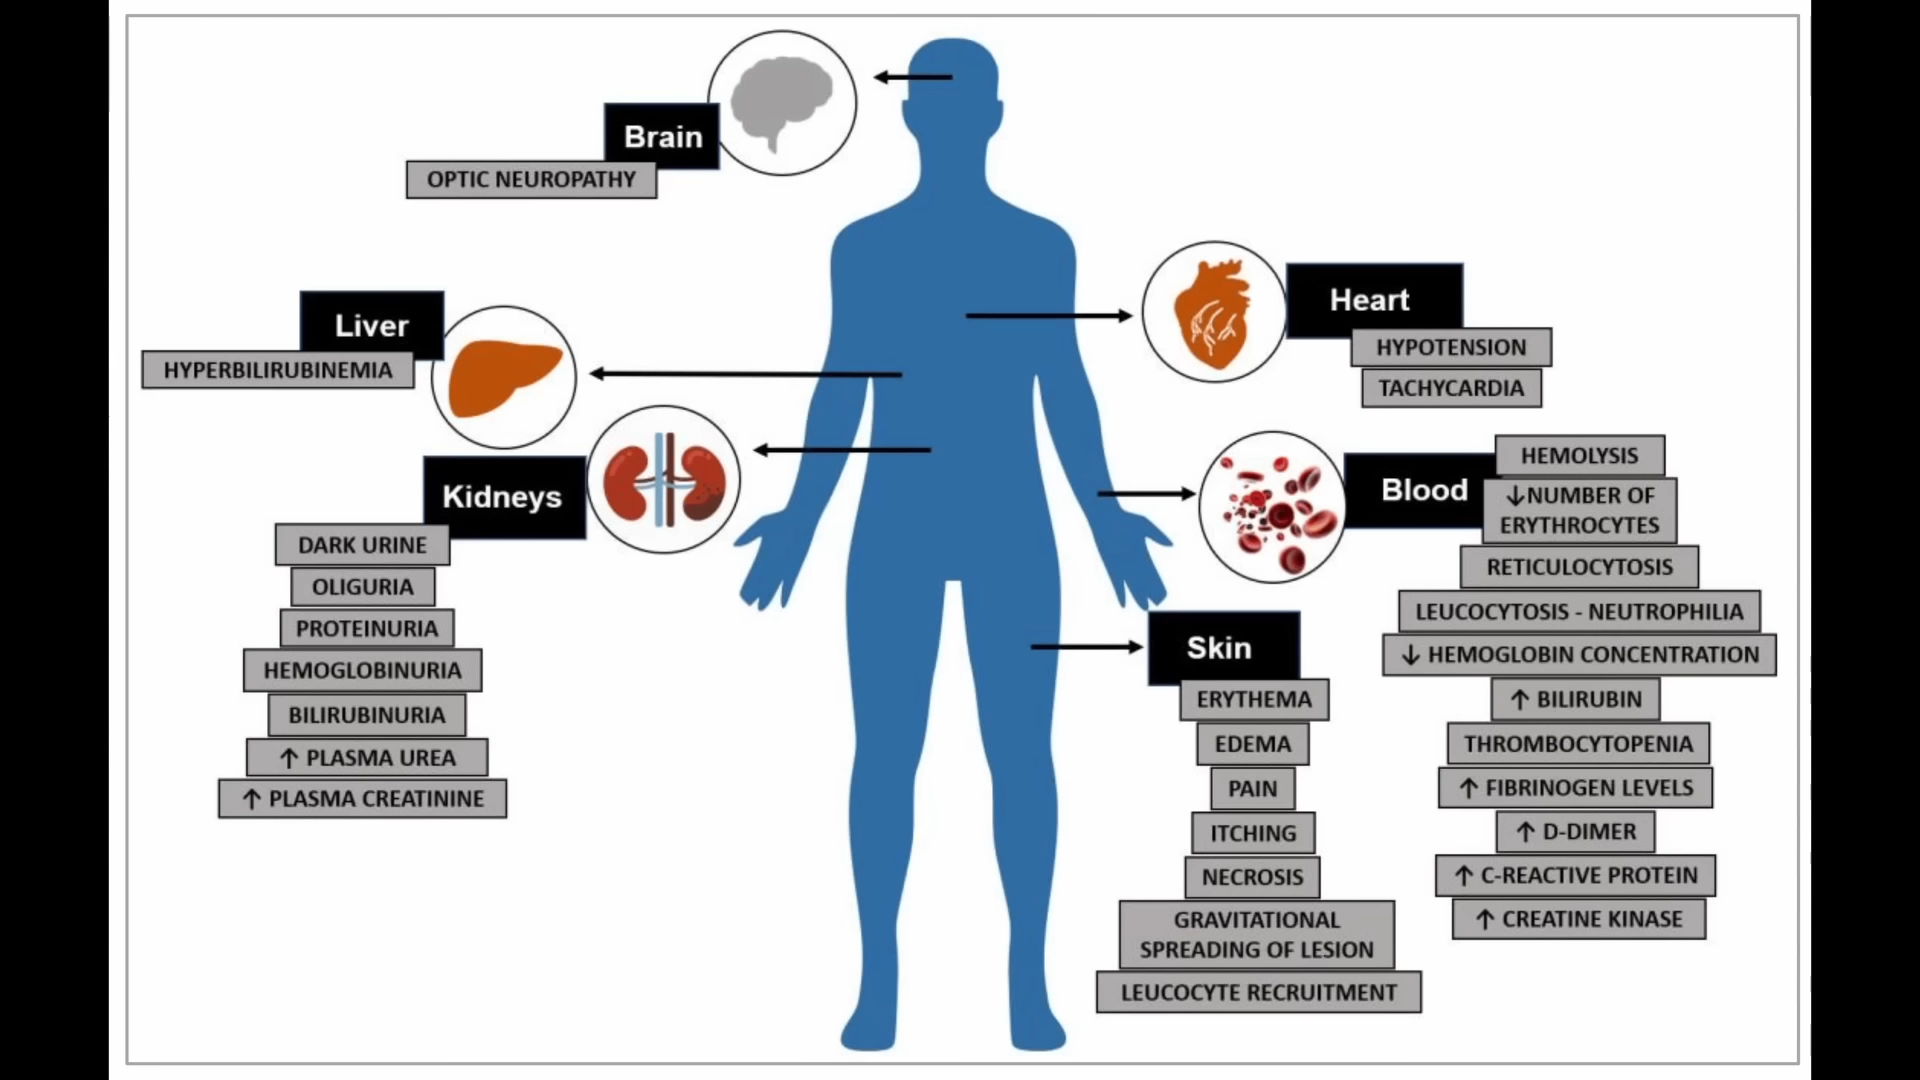 Brain
OPTIC NEUROPATHY
Liver
HYPERBILIRUBINEMIA
Kidneys
DARK URINE
OLIGURIA
PROTEINURIA
HEMOGLOBINURIA
BILIRUBINURIA
↑ PLASMA UREA
↑ PLASMA CREATININE
Heart
HYPOTENSION
TACHYCARDIA
Blood
HEMOLYSIS
↓NUMBER OF
ERYTHROCYTES
RETICULOCYTOSIS
LEUCOCYTOSIS - NEUTROPHILIA
↓ HEMOGLOBIN CONCENTRATION
↑ BILIRUBIN
THROMBOCYTOPENIA
↑ FIBRINOGEN LEVELS
↑ D-DIMER
↑ C-REACTIVE PROTEIN
↑ CREATINE KINASE
Skin
ERYTHEMA
EDEMA
PAIN
ITCHING
NECROSIS
GRAVITATIONAL
SPREADING OF LESION
LEUCOCYTE RECRUITMENT